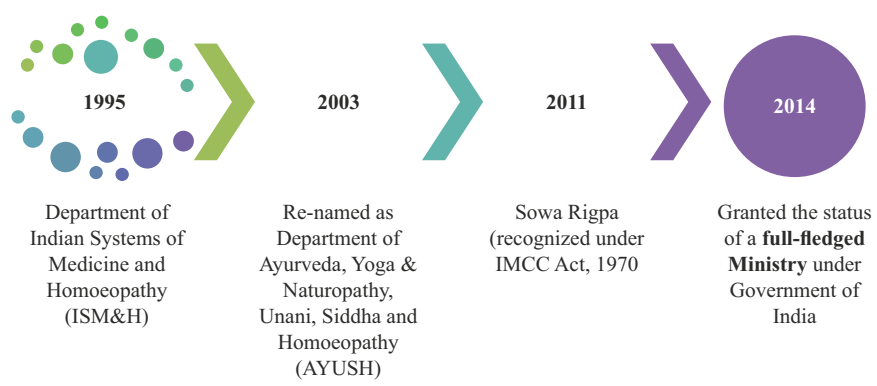 1995
Department of
Indian Systems of
Medicine and
Homoeopathy
(ISM&H)
2003
Re-named as
Department of
Ayurveda, Yoga &
Naturopathy,
Unani, Siddha and
Homoeopathy
(AYUSH)
2011
Sowa Rigpa
(recognized under
IMCC Act, 1970
2014
Granted the status
of a full-fledged
Ministry under
Government of
India